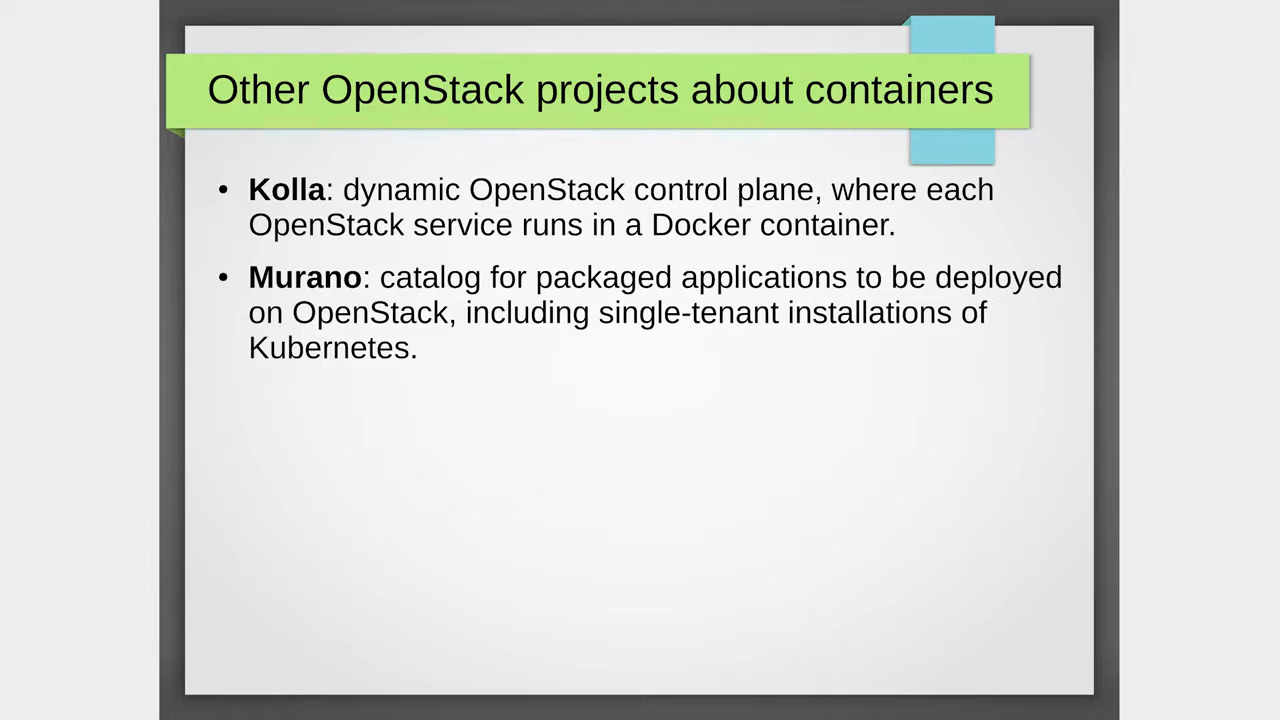 Other OpenStack projects about containers
• Kolla: dynamic OpenStack control plane, where each
OpenStack service runs in a Docker container.
• Murano: catalog for packaged applications to be deployed
on OpenStack, including single-tenant installations of
Kubernetes.